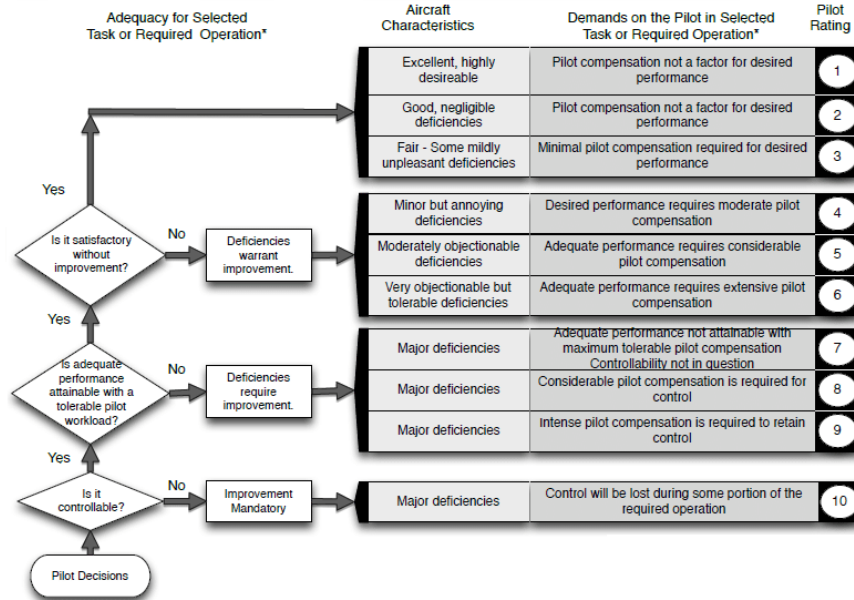 Adequacy for Selected
Task or Required Operation*
Aircraft
Characteristics
Demands on the Pilot in Selected
Task or Required Operation*
Pilot
Rating
Excellent, highly
desireable
Pilot compensation not a factor for desired
performance
1
Good, negligible
deficiencies
Pilot compensation not a factor for desired
performance
2
Fair - Some mildly
unpleasant deficiencies
Minimal pilot compensation required for desired
performance
3
Yes
Is it satisfactory
without
improvement?
No
Deficiencies
warrant
improvement.
Minor but annoying
deficiencies
Desired performance requires moderate pilot
compensation
4
Moderately objectionable
deficiencies
Adequate performance requires considerable
pilot compensation
5
Very objectionable but
tolerable deficiencies
Adequate performance requires extensive pilot
compensation
6
Yes
Is adequate
performance
attainable with a
tolerable pilot
workload?
No
Deficiencies
require
improvement.
Major deficiencies
Adequate performance not attainable with
maximum tolerable pilot compensation
Controllability not in question
7
Major deficiencies
Considerable pilot compensation is required for
control
8
Major deficiencies
Intense pilot compensation is required to retain
control
9
Yes
Is it
controllable?
No
Improvement
Mandatory
Major deficiencies
Control will be lost during some portion of the
required operation
10
Pilot Decisions